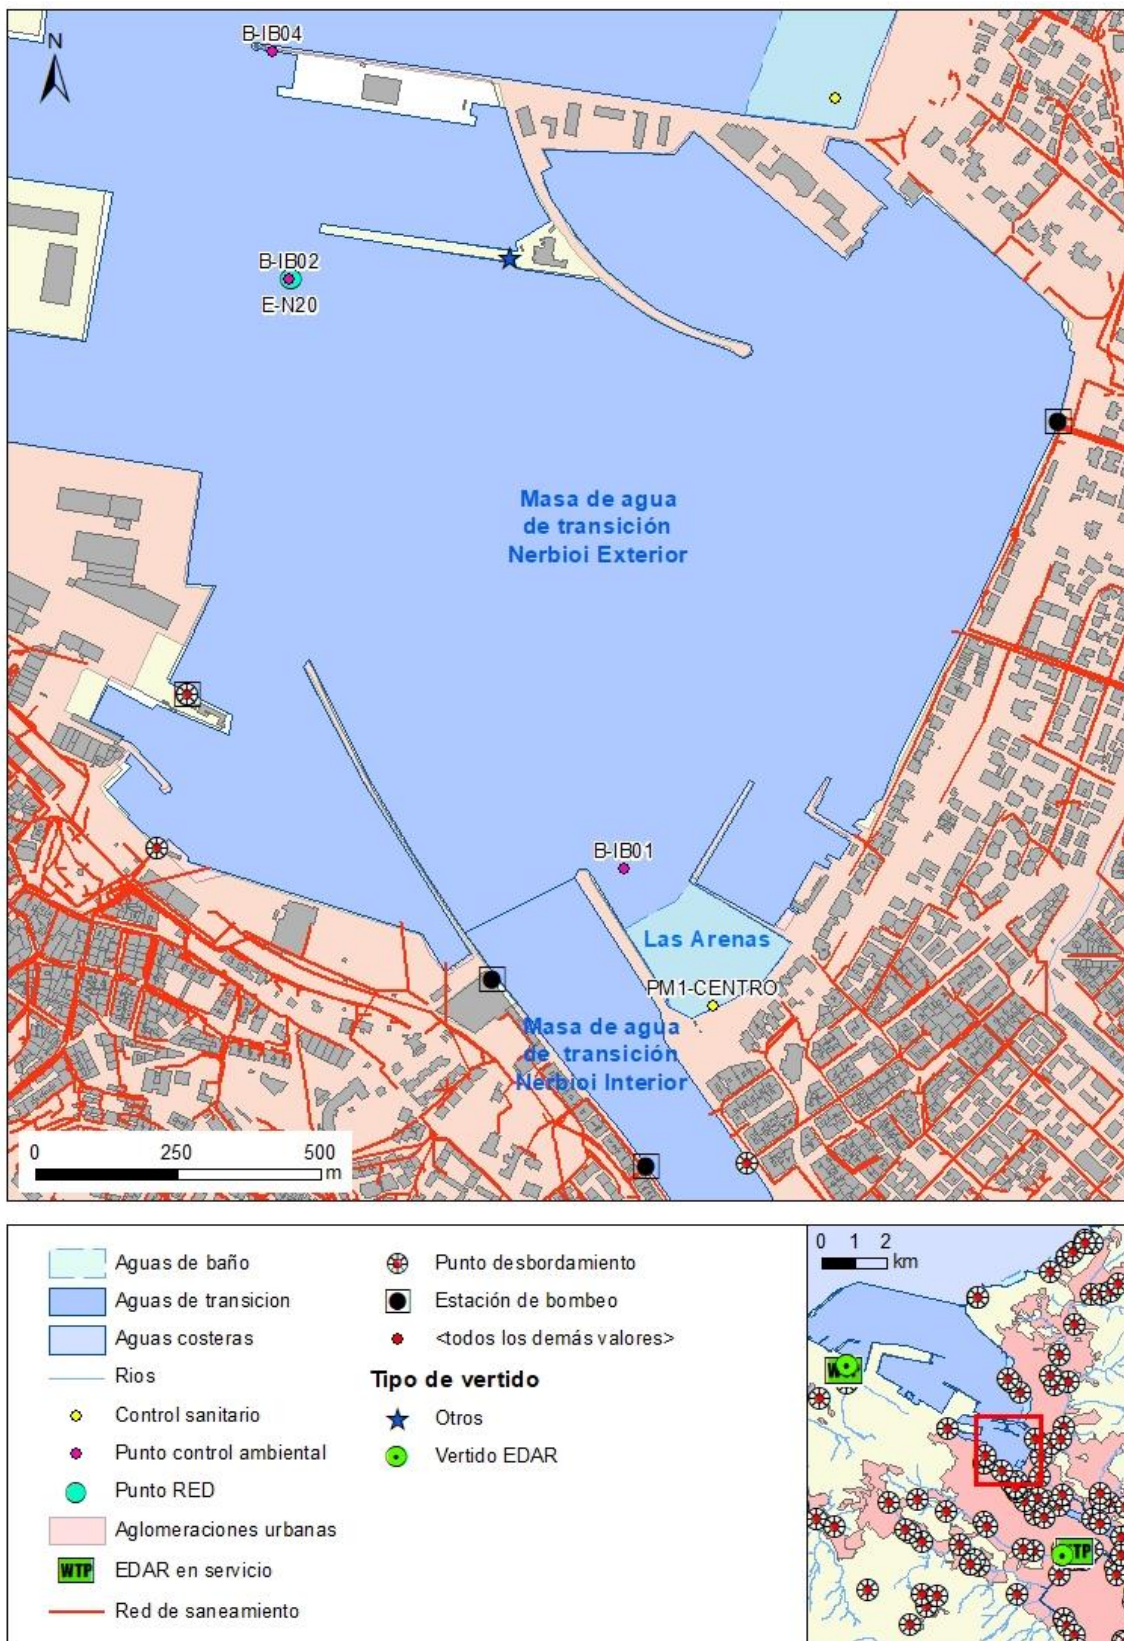 B-IB04
N
B-IB02
E-N20
Masa de agua
de transición
Nerbioi Exterior
B-IB01
Las Arenas
PM1-CENTRO
Masa de agua
de transición
Nerbioi Interior
0 250 500
m
Aguas de baño
Aguas de transicion
Aguas costeras
Rios
Control sanitario
Punto control ambiental
Punto RED
Aglomeraciones urbanas
WTP EDAR en servicio
Red de saneamiento
Punto desbordamiento
Estación de bombeo
<todos los demás valores>
Tipo de vertido
Otros
Vertido EDAR
0 1 2
km